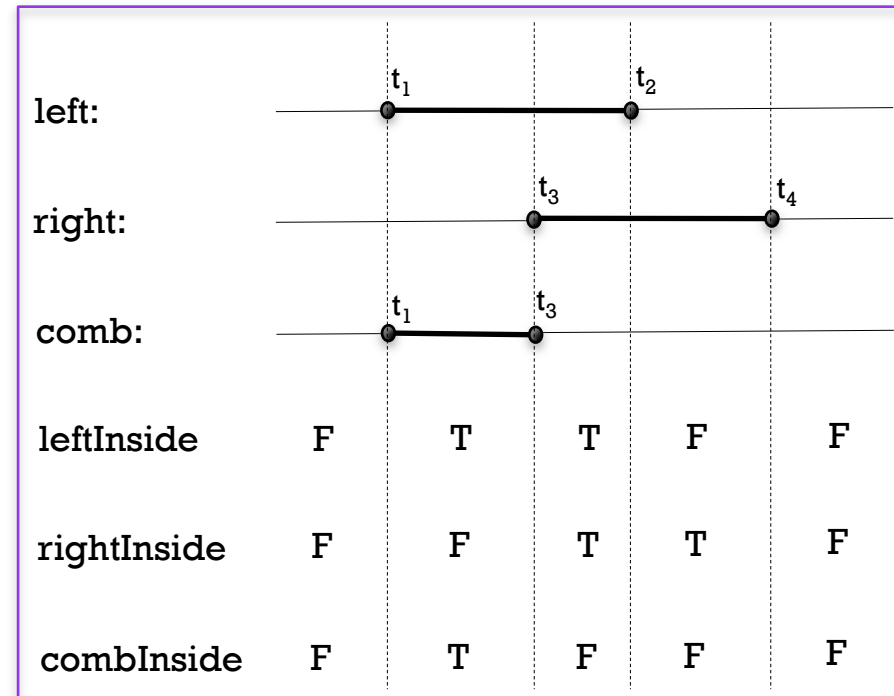 t₁ t₂
left:
t₃ t₄
right:
t₁ t₃
comb:
leftInside F T T F F
rightInside F F T T F
combInside F T F F F